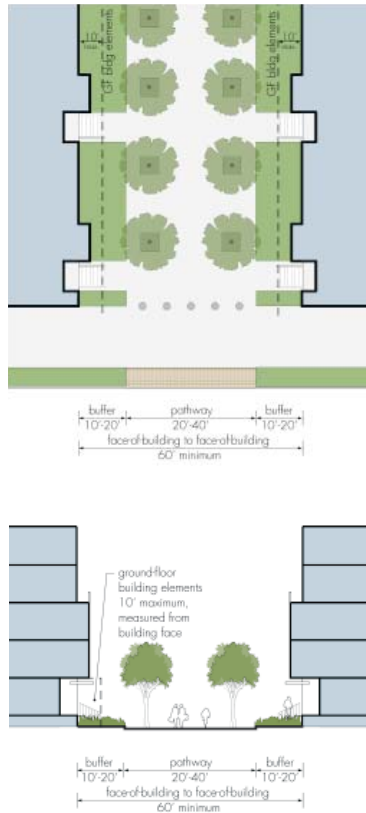 10'
max.
GF bldg elements
GF bldg elements
10'
max.
buffer
10'-20'
pathway
20'-40'
buffer
10'-20'
face-of-building to face-of-building
60' minimum
ground-floor
building elements
10' maximum,
measured from
building face
buffer
10'-20'
pathway
20'-40'
buffer
10'-20'
face-of-building to face-of-building
60' minimum